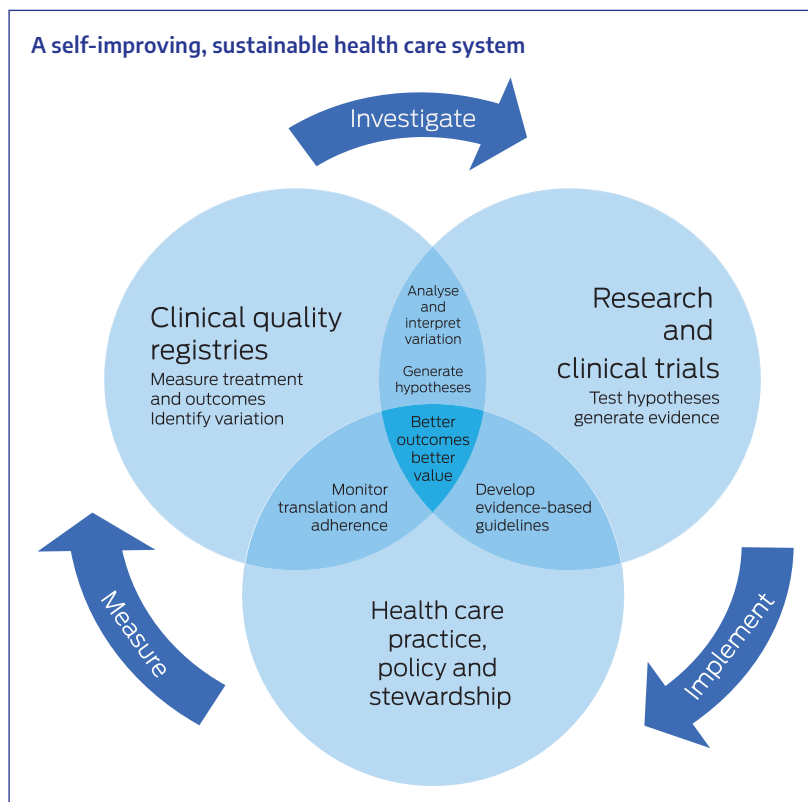 A self-improving, sustainable health care system
Investigate
Clinical quality
registries
Measure treatment
and outcomes
Identify variation
Analyse
and
interpret
variation
Generate
hypotheses
Research
and
clinical trials
Test hypotheses
generate evidence
Better
outcomes
better
value
Monitor
translation and
adherence
Develop
evidence-based
guidelines
Health care
practice,
policy and
stewardship
Measure
Implement